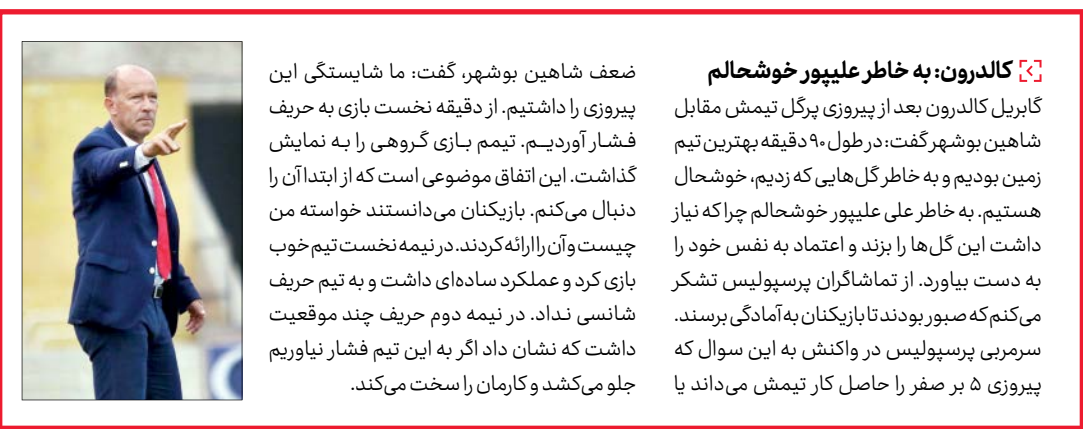 کالدرون: به خاطر علیپور خوشحالم
گابریل کالدرون بعد از پیروزی پرگل تیمش مقابل
شاهین بوشهر گفت: در طول ۹۰ دقیقه بهترین تیم
زمین بودیم و به خاطر گل‌هایی که زدیم، خوشحال
هستیم. به خاطر علی علیپور خوشحالم چرا که نیاز
داشت این گل‌ها را بزند و اعتماد به نفس خود را
به دست بیاورد. از تماشاگران پرسپولیس تشکر
می‌کنم که صبور بودند تا بازیکنان به آمادگی برسند.
سرمربی پرسپولیس در واکنش به این سوال که
پیروزی ۵ بر صفر را حاصل کار تیمش می‌داند یا
ضعف شاهین بوشهر، گفت: ما شایستگی این
پیروزی را داشتیم. از دقیقه نخست بازی به حریف
فشار آوردیم. تیمم بازی گروهی را به نمایش
گذاشت. این اتفاق موضوعی است که از ابتدا آن را
دنبال می‌کنم. بازیکنان می‌دانستند خواسته من
چیست و آن را ارائه کردند. در نیمه نخست تیم خوب
بازی کرد و عملکرد ساده‌ای داشت و به تیم حریف
شانسی نداد. در نیمه دوم حریف چند موقعیت
داشت که نشان داد اگر به این تیم فشار نیاوریم
جلو می‌کشد و کارمان را سخت می‌کند.